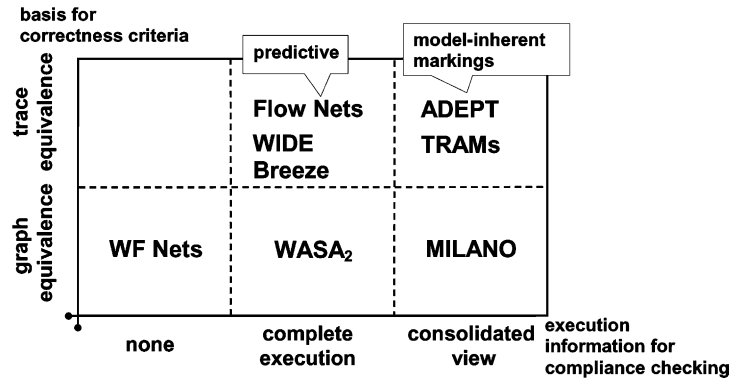 basis for
correctness criteria
predictive
model-inherent
markings
trace
equivalence
Flow Nets
WIDE
Breeze
ADEPT
TRAMs
graph
equivalence
WF Nets
WASA₂
MILANO
none
complete
execution
consolidated
view
execution
information for
compliance checking